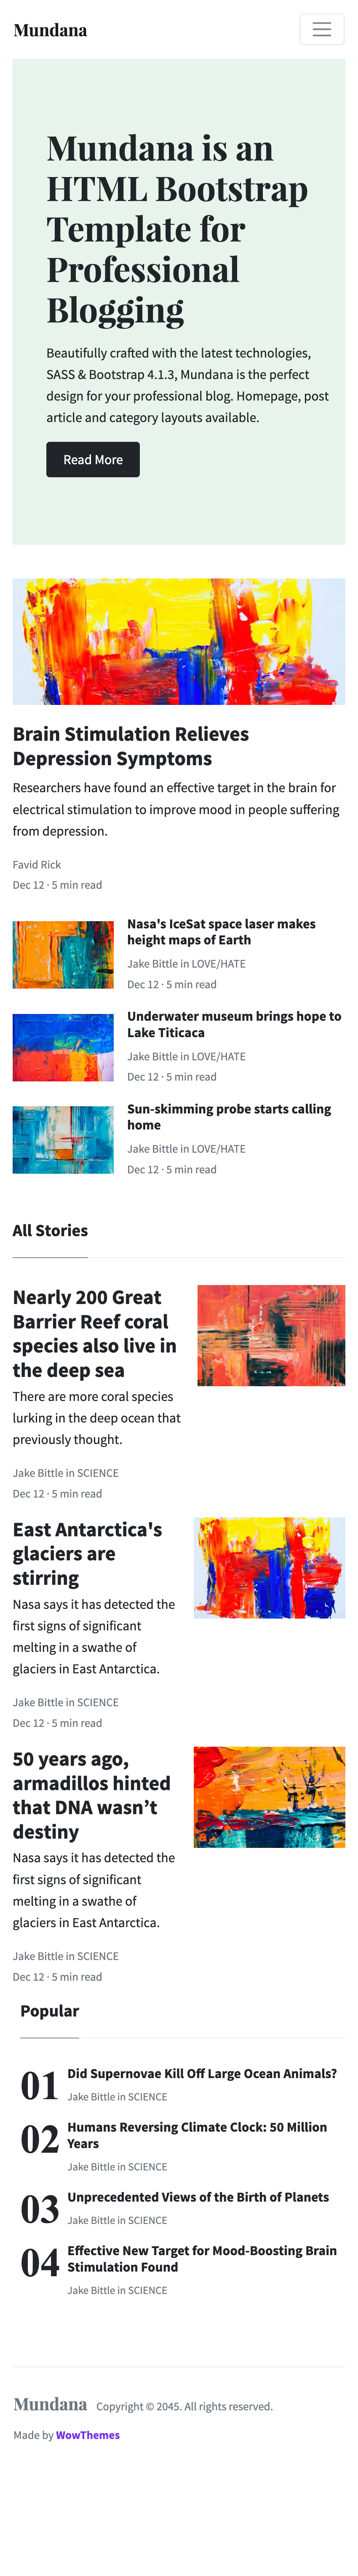 Mundana
Mundana is an
HTML Bootstrap
Template for
Professional
Blogging
Beautifully crafted with the latest technologies,
SASS & Bootstrap 4.1.3, Mundana is the perfect
design for your professional blog. Homepage, post
article and category layouts available.
Read More
Brain Stimulation Relieves
Depression Symptoms
Researchers have found an effective target in the brain for
electrical stimulation to improve mood in people suffering
from depression.
Favid Rick
Dec 12 · 5 min read
Nasa's IceSat space laser makes
height maps of Earth
Jake Bittle in LOVE/HATE
Dec 12 · 5 min read
Underwater museum brings hope to
Lake Titicaca
Jake Bittle in LOVE/HATE
Dec 12 · 5 min read
Sun-skimming probe starts calling
home
Jake Bittle in LOVE/HATE
Dec 12 · 5 min read
All Stories
Nearly 200 Great
Barrier Reef coral
species also live in
the deep sea
There are more coral species
lurking in the deep ocean that
previously thought.
Jake Bittle in SCIENCE
Dec 12 · 5 min read
East Antarctica's
glaciers are
stirring
Nasa says it has detected the
first signs of significant
melting in a swathe of
glaciers in East Antarctica.
Jake Bittle in SCIENCE
Dec 12 · 5 min read
50 years ago,
armadillos hinted
that DNA wasn’t
destiny
Nasa says it has detected the
first signs of significant
melting in a swathe of
glaciers in East Antarctica.
Jake Bittle in SCIENCE
Dec 12 · 5 min read
Popular
01 Did Supernovae Kill Off Large Ocean Animals?
Jake Bittle in SCIENCE
02 Humans Reversing Climate Clock: 50 Million
Years
Jake Bittle in SCIENCE
03 Unprecedented Views of the Birth of Planets
Jake Bittle in SCIENCE
04 Effective New Target for Mood-Boosting Brain
Stimulation Found
Jake Bittle in SCIENCE
Mundana Copyright © 2045. All rights reserved.
Made by WowThemes